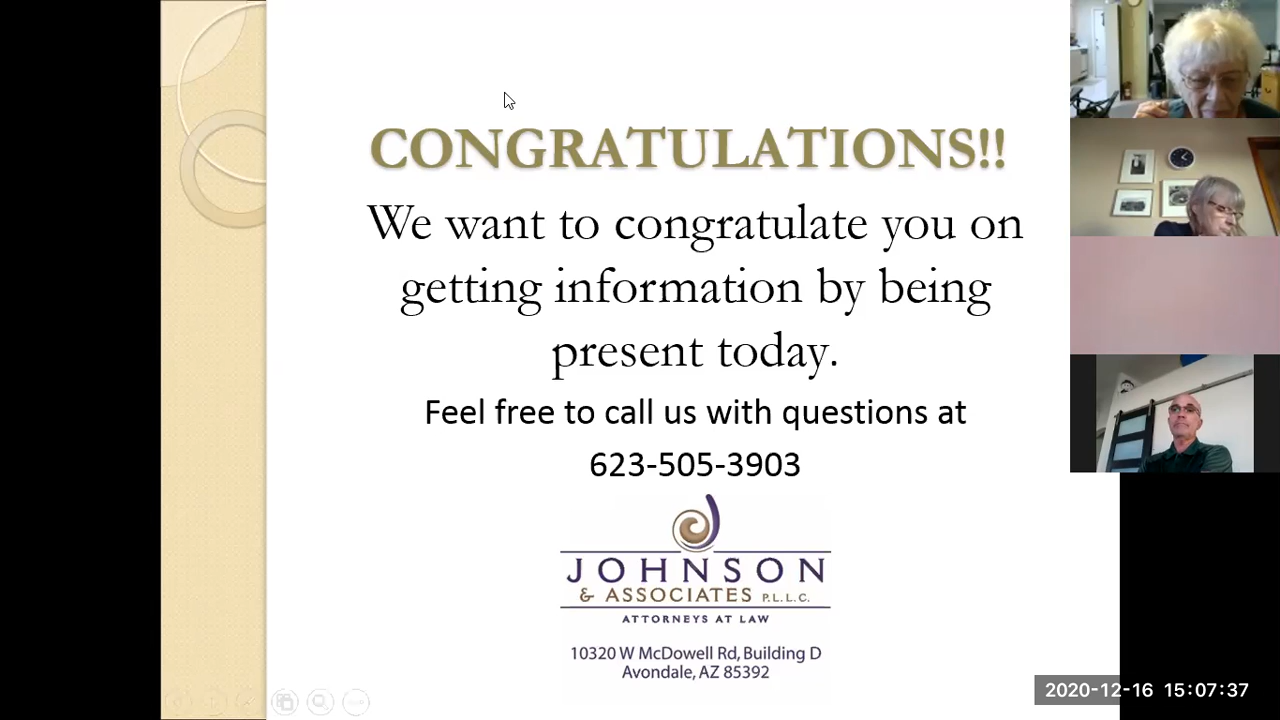 CONGRATULATIONS!!
We want to congratulate you on
getting information by being
present today.
Feel free to call us with questions at
623-505-3903
JOHNSON
& ASSOCIATES P.L.L.C.
ATTORNEYS AT LAW
10320 W McDowell Rd, Building D
Avondale, AZ 85392
2020-12-16 15:07:37